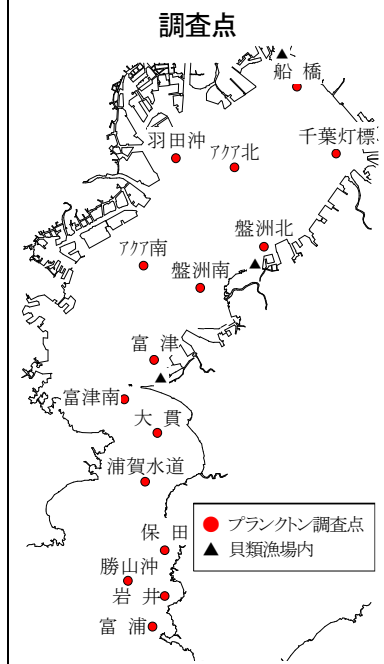 調査点
船橋
千葉灯標
羽田沖
アクア北
盤洲北
アクア南
盤洲南
富津
富津南
大貫
浦賀水道
プランクトン調査点
貝類漁場内
保田
勝山沖
岩井
富浦